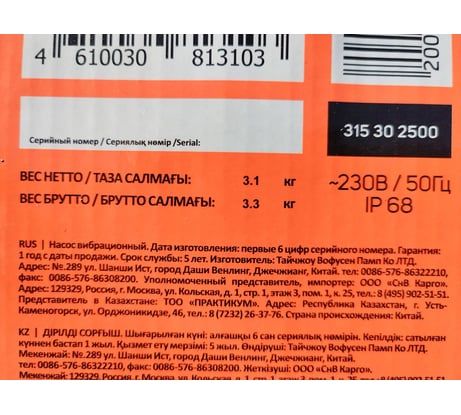 4 610030 813103
200
Серийный номер / Сериялық нөмір /Serial:
315 30 2500
ВЕС НЕТТО / ТАЗА САЛМАҒЫ: 3.1 кг
ВЕС БРУТТО / БРУТТО САЛМАҒЫ: 3.3 кг
~230В / 50Гц
IP 68
RUS | Насос вибрационный. Дата изготовления: первые 6 цифр серийного номера. Гарантия:
1 год с даты продажи. Срок службы: 5 лет. Изготовитель: Тайчжоу Вофусен Памп Ко ЛТД.
Адрес: №.289 ул. Шанши Ист, город Даши Венлинг, Джечжианг, Китай. тел: 0086-576-86322210,
факс: 0086-576-86308200. Уполномоченный представитель, импортер: ООО «СнВ Карго».
Адрес: 129329, Россия, г. Москва, ул. Кольская, д. 1, стр. 1, этаж 3, пом. 1, к. 25, тел.: 8 (495) 902-51-51.
Представитель в Казахстане: ТОО «ПРАКТИКУМ» Адрес: Республика Казахстан, г. Усть-
Каменогорск, ул. Орджоникидзе, 46, тел: 8 (7232) 26-37-76. Страна происхождения: Китай.
KZ | ДІРІЛДІ СОРҒЫШ. Шығарылған күні: алғашқы 6 сан сериялық нөмірін. Кепілдік: сатылған
күннен бастап 1 жыл. Қызмет ету мерзімі: 5 жыл. Өндіруші: Тайчжоу Вофусен Памп Ко ЛТД.
Мекенжай: №.289 ул. Шанши Ист, город Даши Венлинг, Джечжианг, Китай. тел: 0086-576-86322210,
факс: 0086-576-86308200. Жеткізуші: ООО «СнВ Карго».